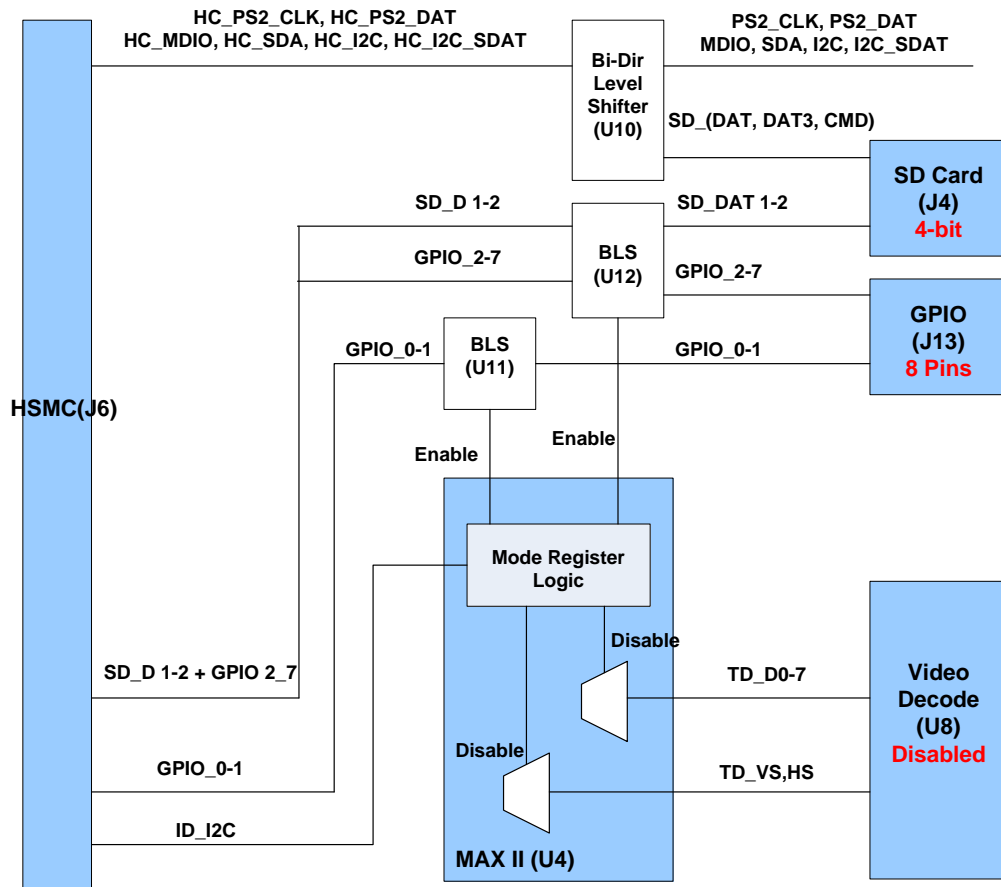 HC_PS2_CLK, HC_PS2_DAT
HC_MDIO, HC_SDA, HC_I2C, HC_I2C_SDAT
PS2_CLK, PS2_DAT
MDIO, SDA, I2C, I2C_SDAT
Bi-Dir
Level
Shifter
(U10)
SD_(DAT, DAT3, CMD)
SD Card
(J4)
4-bit
SD_D 1-2
SD_DAT 1-2
BLS
(U12)
GPIO_2-7
GPIO_2-7
GPIO
(J13)
8 Pins
GPIO_0-1
BLS
(U11)
GPIO_0-1
HSMC(J6)
Enable
Enable
Mode Register
Logic
Disable
SD_D 1-2 + GPIO 2_7
TD_D0-7
Video
Decode
(U8)
Disabled
Disable
GPIO_0-1
TD_VS,HS
ID_I2C
MAX II (U4)